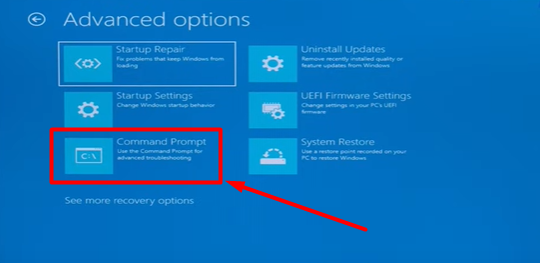 Advanced options
Startup Repair
Fix problems that keep Windows from
loading
Uninstall Updates
Remove recently installed quality or
feature updates from Windows
Startup Settings
Change Windows startup behavior
UEFI Firmware Settings
Change settings in your PC's UEFI
firmware
Command Prompt
Use the Command Prompt for
advanced troubleshooting
C:\
System Restore
Use a restore point recorded on your
PC to restore Windows
See more recovery options